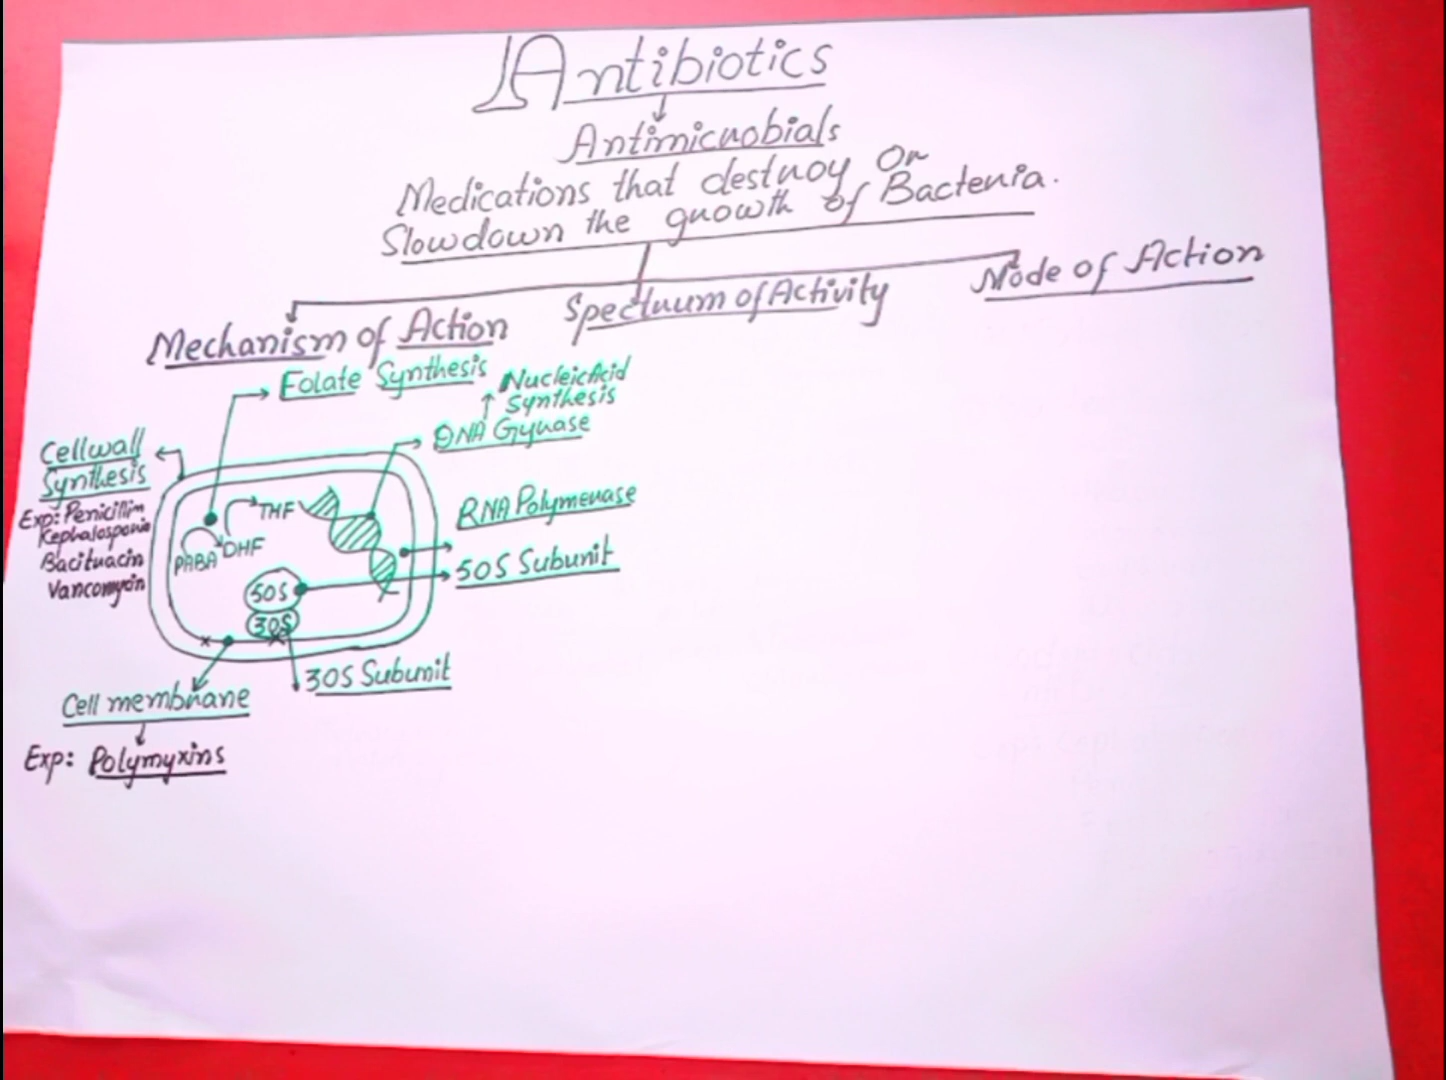 Antibiotics
Antimicrobials
Medications that destroy Or
Slowdown the growth of Bacteria.
Mechanism of Action
Spectrum of Activity
Mode of Action
Folate Synthesis
Nucleic Acid
Synthesis
DNA Gyrase
Cellwall
Synthesis
Exp: Penicillin
Kephalosporin
Bacitracin
Vancomycin
THF
PABA
DHF
RNA Polymerase
50S Subunit
50S
30S
30S Subunit
Cell membrane
Exp: Polymyxins